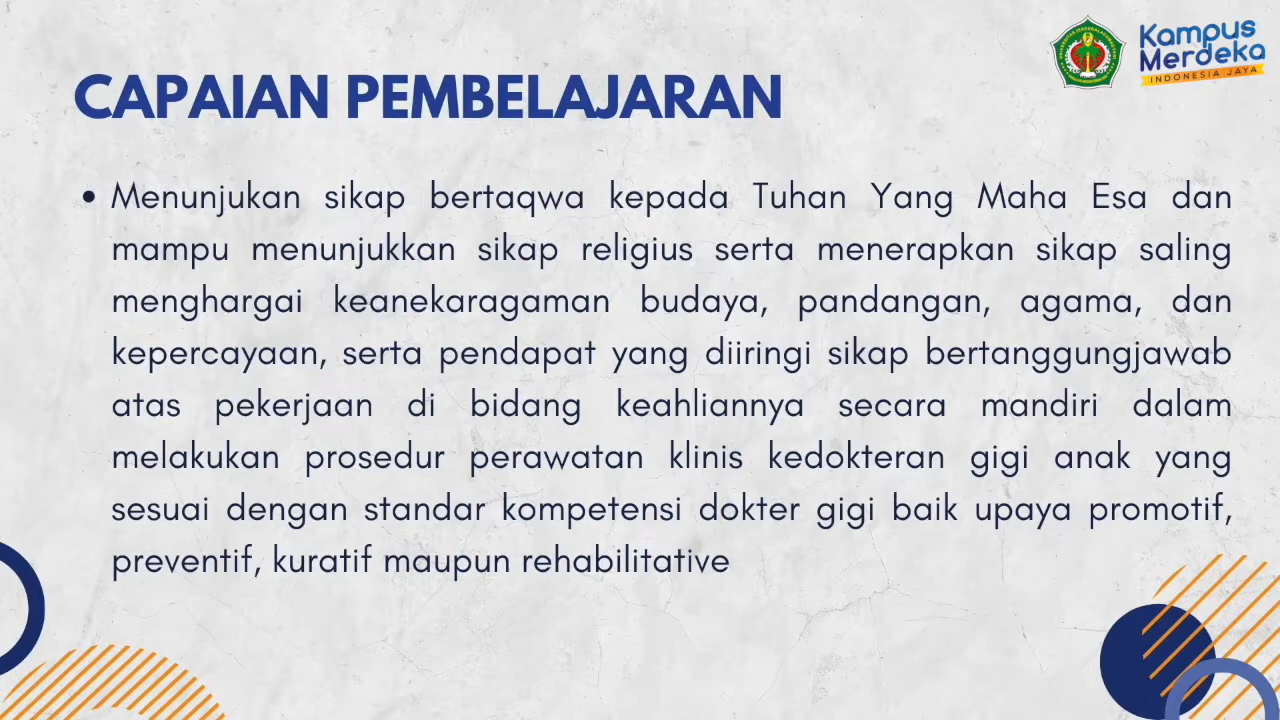 Kampus
Merdeka
INDONESIA JAYA
CAPAIAN PEMBELAJARAN
• Menunjukan sikap bertaqwa kepada Tuhan Yang Maha Esa dan
mampu menunjukkan sikap religius serta menerapkan sikap saling
menghargai keanekaragaman budaya, pandangan, agama, dan
kepercayaan, serta pendapat yang diiringi sikap bertanggungjawab
atas pekerjaan di bidang keahliannya secara mandiri dalam
melakukan prosedur perawatan klinis kedokteran gigi anak yang
sesuai dengan standar kompetensi dokter gigi baik upaya promotif,
preventif, kuratif maupun rehabilitative